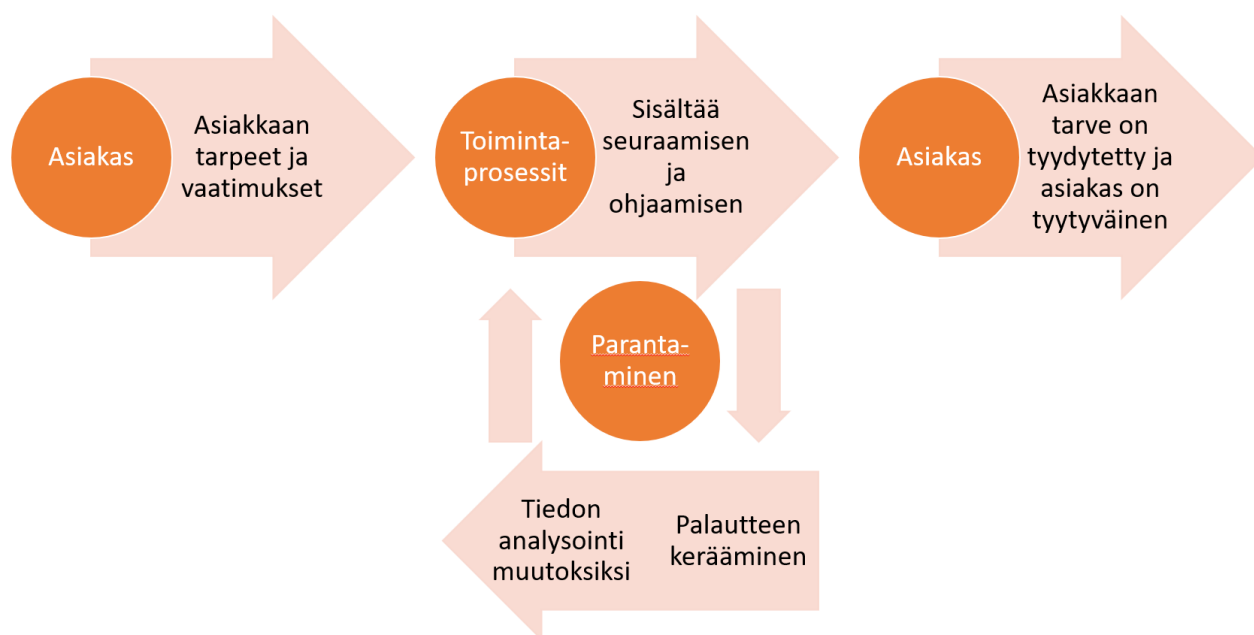 Asiakas
Asiakkaan
tarpeet ja
vaatimukset
Toiminta-
prosessit
Sisältää
seuraamisen
ja
ohjaamisen
Asiakas
Asiakkaan
tarve on
tyydytetty ja
asiakas on
tyytyväinen
Paranta-
minen
Tiedon
analysointi
muutoksiksi
Palautteen
kerääminen